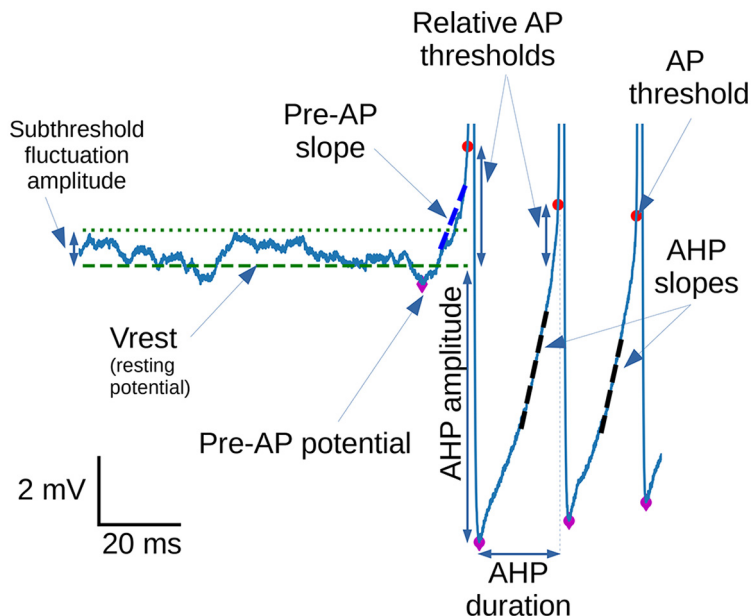 Relative AP
thresholds
AP
threshold
Pre-AP
slope
Subthreshold
fluctuation
amplitude
AHP
slopes
Vrest
(resting
potential)
AHP amplitude
Pre-AP potential
2 mV
20 ms
AHP
duration